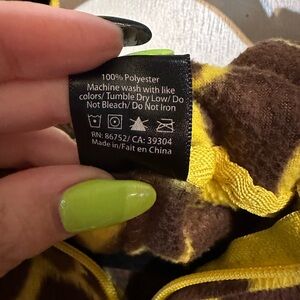 100% Polyester
Machine wash with like
colors/ Tumble Dry Low/ Do
Not Bleach/ Do Not Iron
RN: 86752/ CA: 39304
Made in/Fait en China